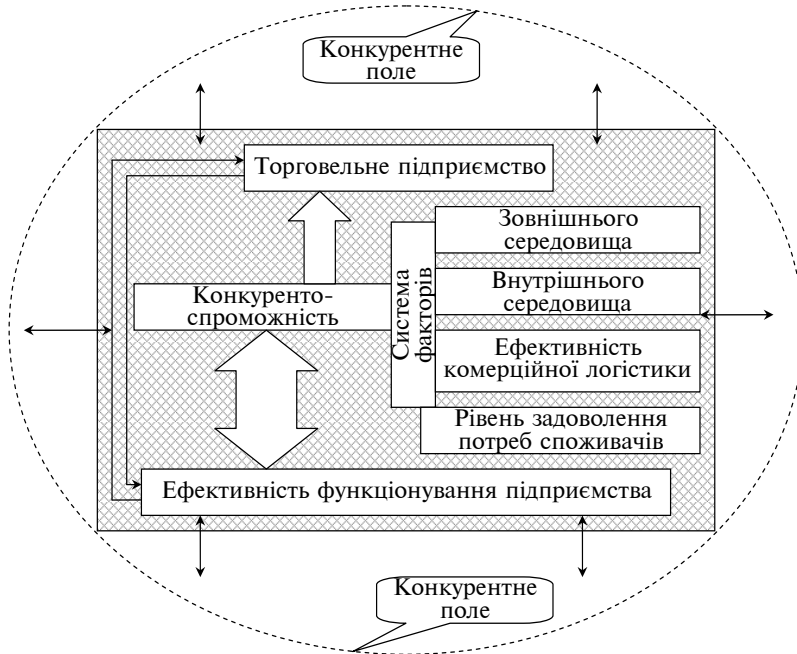 Конкурентне
поле
Торговельне підприємство
Зовнішнього
середовища
Конкуренто-
спроможність
Система
факторів
Внутрішнього
середовища
Ефективність
комерційної логістики
Рівень задоволення
потреб споживачів
Ефективність функціонування підприємства
Конкурентне
поле